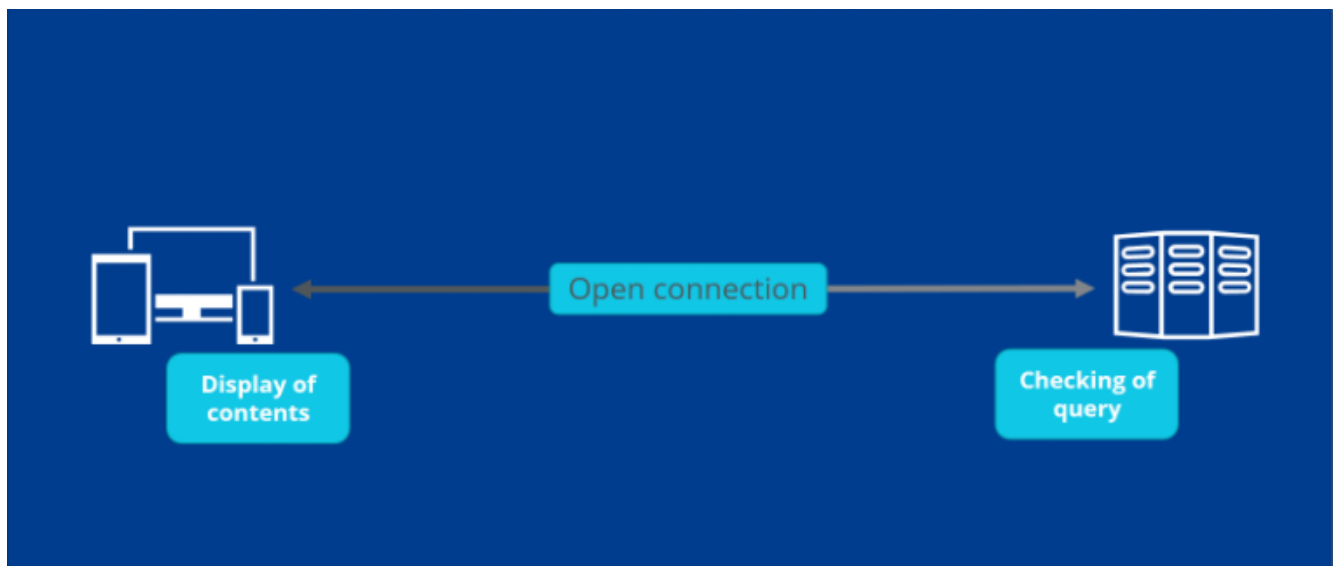 Open connection
Display of
contents
Checking of
query